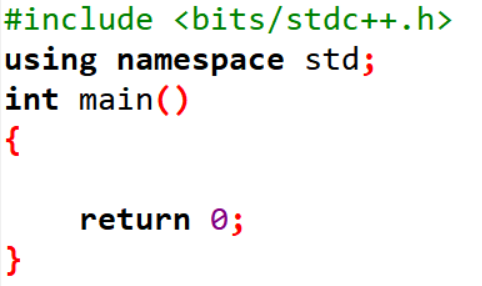 #include <bits/stdc++.h>
using namespace std;
int main()
{
    return 0;
}